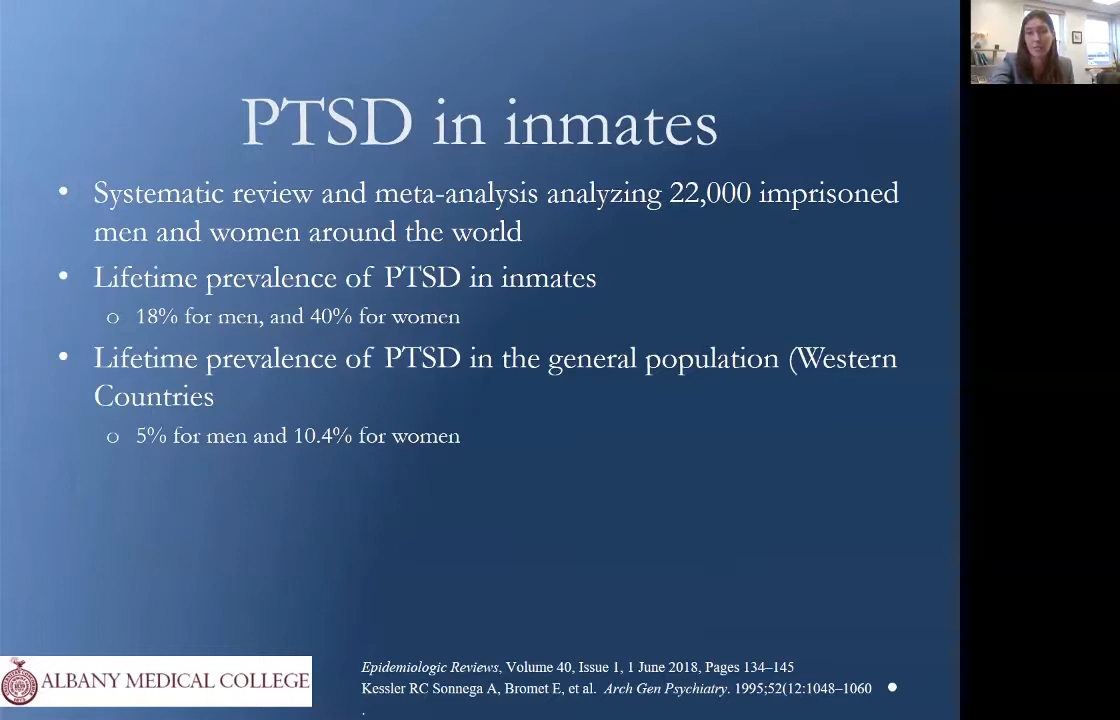 PTSD in inmates
• Systematic review and meta-analysis analyzing 22,000 imprisoned
men and women around the world
• Lifetime prevalence of PTSD in inmates
o 18% for men, and 40% for women
• Lifetime prevalence of PTSD in the general population (Western
Countries
o 5% for men and 10.4% for women
ALBANY MEDICAL COLLEGE
Epidemiologic Reviews, Volume 40, Issue 1, 1 June 2018, Pages 134–145
Kessler RC Sonnega A, Bromet E, et al. Arch Gen Psychiatry. 1995;52(12:1048–1060
.